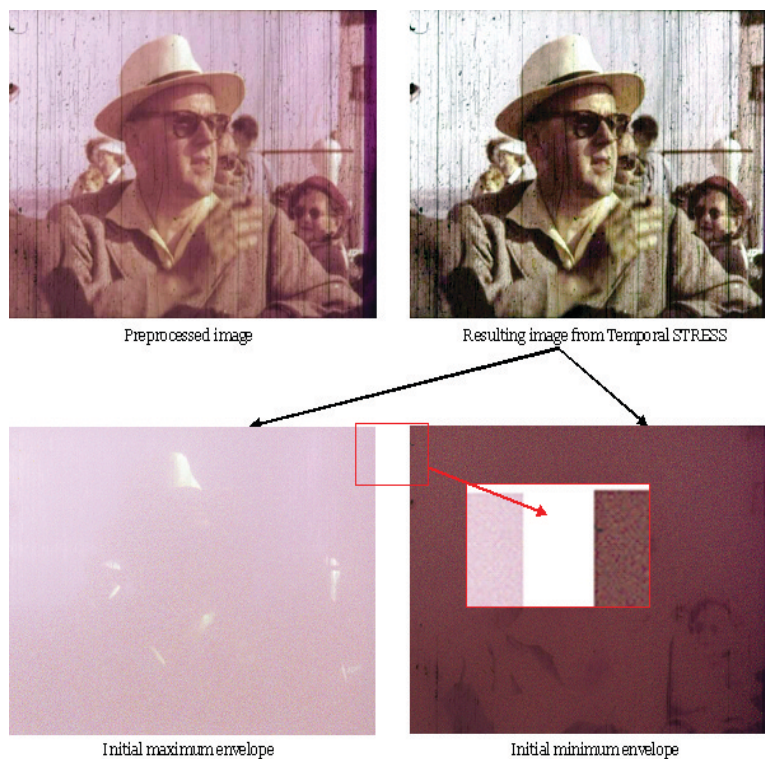 Preprocessed image
Resulting image from Temporal STRESS
Initial maximum envelope
Initial minimum envelope